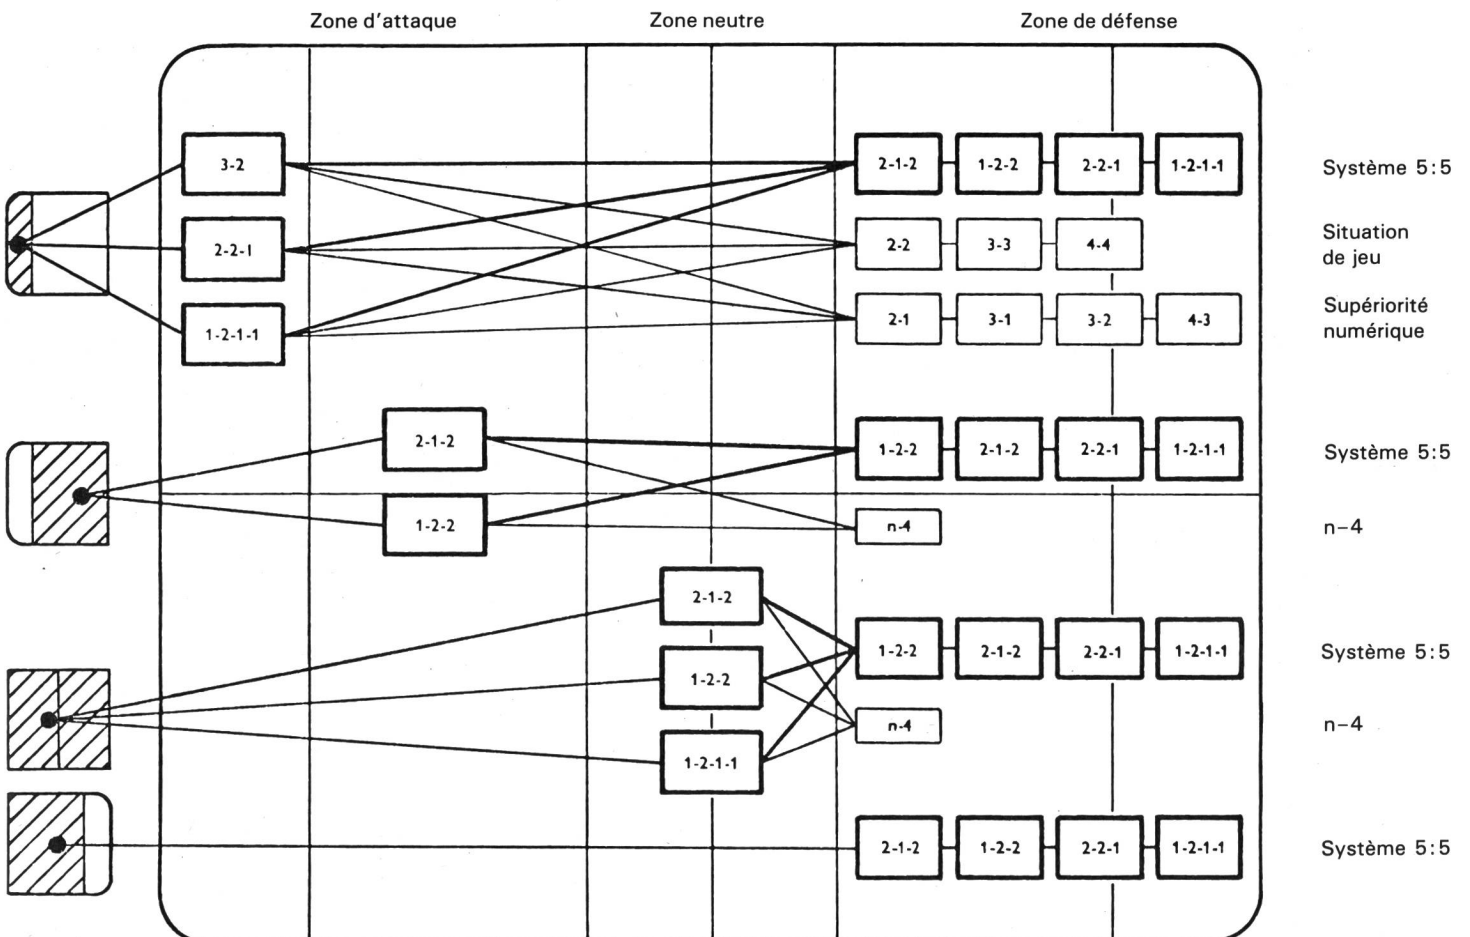 Zone d'attaque Zone neutre Zone de défense
3-2 2-1-2 1-2-2 2-2-1 1-2-1-1 Système 5:5
2-2-1 2-2 3-3 4-4 Situation
de jeu
1-2-1-1 2-1 3-1 3-2 4-3 Supériorité
numérique
2-1-2 1-2-2 2-1-2 2-2-1 1-2-1-1 Système 5:5
1-2-2 n-4 n-4
2-1-2
1-2-2 1-2-2 2-1-2 2-2-1 1-2-1-1 Système 5:5
1-2-1-1 n-4 n-4
2-1-2 1-2-2 2-2-1 1-2-1-1 Système 5:5